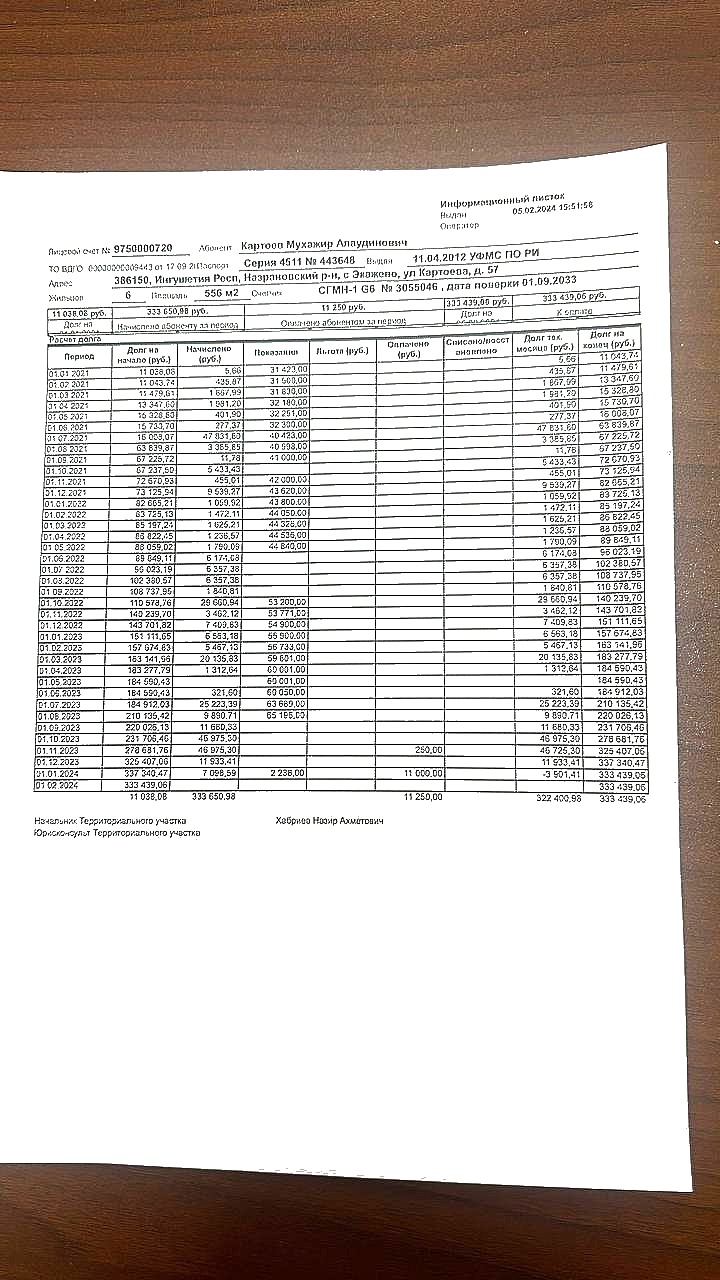 Информационный листок
Выдан 05.02.2024 15:51:58
Оператор
Лицевой счет № 9750000720 Абонент Картоев Мухажир Алаудинович
ТО ВДГО Паспорт Серия 4511 № 443648 Выдан 11.04.2012 УФМС ПО РИ
Адрес 386150, Ингушетия Респ, Назрановский р-н, с Экажево, ул Картоева, д. 57
Жильцов 6 Площадь 556 м2 Счетчик СГМН-1 G6 № 3055046 , дата поверки 01.09.2033
11 038,08 руб. 333 650,98 руб. 11 250 руб. 333 439,06 руб. 333 439,06 руб.
Долг на Начислено абоненту за период Оплачено абонентом за период Долг на К оплате
Расчет долга
Период Долг на начало (руб.) Начислено (руб.) Показания Льгота (руб.) Оплачено (руб.) Списано/восст ановлено Долг тек. месяца (руб.) Долг на конец (руб.)
01.01 2021 11 038,08 5,66 31 423,00 5,66 11 043,74
01.02 2021 11 043,74 435,87 31 500,00 435,87 11 479,61
01.03 2021 11 479,61 1 867,99 31 830,00 1 867,99 13 347,60
01 04 2021 13 347,60 1 981,20 32 180,00 1 981,20 15 328,80
01.05 2021 15 328,80 401,90 32 251,00 401,90 15 730,70
01.06 2021 15 730,70 277,37 32 300,00 277,37 16 008,07
01 07 2021 16 008,07 47 831,80 40 423,00 47 831,80 63 839,87
01 08 2021 63 839,87 3 385,85 40 998,00 3 385,85 67 225,72
01.09 2021 67 225,72 11,78 41 000,00 11,78 67 237,50
01.10 2021 67 237,50 5 433,43 5 433,43 72 670,93
01.11 2021 72 670,93 455,01 42 000,00 455,01 73 125,94
01.12.2021 73 125,94 9 539,27 43 620,00 9 539,27 82 665,21
01.01 2022 82 665,21 1 059,92 43 800,00 1 059,92 83 725,13
01.02 2022 83 725,13 1 472,11 44 050,00 1 472,11 85 197,24
01.03 2022 85 197,24 1 625,21 44 326,00 1 625,21 86 822,45
01.04 2022 86 822,45 1 236,57 44 536,00 1 236,57 88 059,02
01 05 2022 88 059,02 1 790,09 44 840,00 1 790,09 89 849,11
01.06 2022 89 849,11 6 174,08 6 174,08 96 023,19
01.07 2022 96 023,19 6 357,38 6 357,38 102 380,57
01.08.2022 102 380,57 6 357,38 6 357,38 108 737,95
01 09 2022 108 737,95 1 840,81 1 840,81 110 578,76
01.10.2022 110 578,76 29 660,94 53 200,00 29 660,94 140 239,70
01.11.2022 140 239,70 3 462,12 53 771,00 3 462,12 143 701,82
01.12.2022 143 701,82 7 409,83 54 900,00 7 409,83 151 111,65
01.01.2023 151 111,65 6 563,18 55 900,00 6 563,18 157 674,83
01.02.2023 157 674,83 5 467,13 56 733,00 5 467,13 163 141,96
01.03.2023 163 141,96 20 135,83 59 801,00 20 135,83 183 277,79
01.04.2023 183 277,79 1 312,64 60 001,00 1 312,64 184 590,43
01.05.2023 184 590,43 60 001,00 184 590,43
01.06.2023 184 590,43 321,60 60 050,00 321,60 184 912,03
01.07.2023 184 912,03 25 223,39 63 689,00 25 223,39 210 135,42
01.08.2023 210 135,42 9 890,71 65 196,00 9 890,71 220 026,13
01.09.2023 220 026,13 11 680,33 11 680,33 231 706,46
01.10.2023 231 706,46 46 975,30 46 975,30 278 681,76
01.11 2023 278 681,76 46 975,30 250,00 46 725,30 325 407,06
01.12.2023 325 407,06 11 933,41 11 933,41 337 340,47
01.01.2024 337 340,47 7 098,59 2 236,00 11 000,00 -3 901,41 333 439,06
01 02 2024 333 439,06 333 439,06
11 038,08 333 650,98 11 250,00 322 400,98 333 439,06
Начальник Территориального участка Хабриев Назир Ахметович
Юрисконсульт Территориального участка